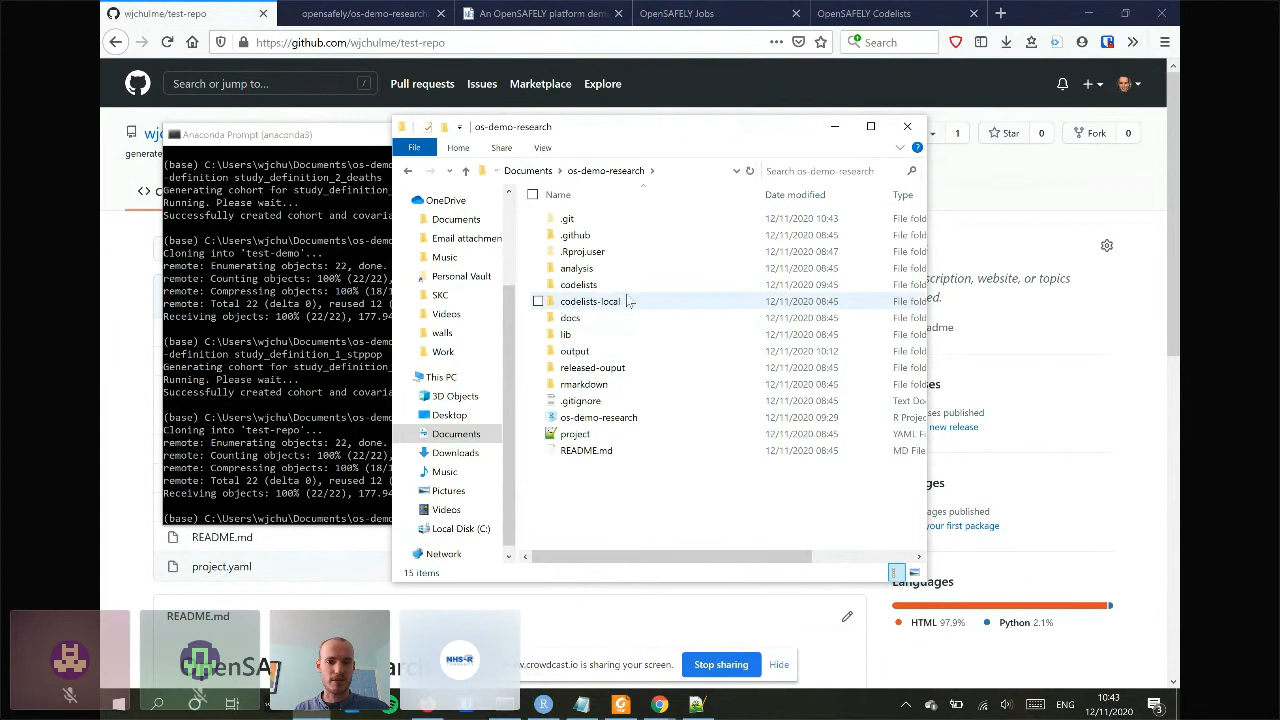 wjchulme/test-repo
opensafely/os-demo-research
An OpenSAFELY platform dem
OpenSAFELY Jobs
OpenSAFELY Codelists
https://github.com/wjchulme/test-repo
Search
Search or jump to...
/
Pull requests
Issues
Marketplace
Explore
1
Star
0
Fork
0
Anaconda Prompt (anaconda3)
(base) C:\Users\wjchu\Documents\os-demo
-definition study_definition_2_deaths
Generating cohort for study_definition_
Running. Please wait...
Successfully created cohort and covaria
(base) C:\Users\wjchu\Documents\os-demo
Cloning into 'test-demo'...
remote: Enumerating objects: 22, done.
remote: Counting objects: 100% (22/22),
remote: Compressing objects: 100% (18/1
remote: Total 22 (delta 0), reused 12 (
Receiving objects: 100% (22/22), 177.94
(base) C:\Users\wjchu\Documents\os-demo
-definition study_definition_1_stppop
Generating cohort for study_definition_
Running. Please wait...
Successfully created cohort and covaria
(base) C:\Users\wjchu\Documents\os-demo
Cloning into 'test-repo'...
remote: Enumerating objects: 22, done.
remote: Counting objects: 100% (22/22),
remote: Compressing objects: 100% (18/1
remote: Total 22 (delta 0), reused 12 (
Receiving objects: 100% (22/22), 177.94
(base) C:\Users\wjchu\Documents\os-demo
os-demo-research
File
Home
Share
View
Documents
os-demo-research
Search os-demo-research
OneDrive
Documents
Email attachmen
Music
Personal Vault
SKC
Videos
walls
Work
This PC
3D Objects
Desktop
Documents
Downloads
Music
Pictures
Videos
Local Disk (C:)
Network
Name
Date modified
Type
.git
12/11/2020 10:43
File fold
.github
12/11/2020 08:45
File fold
.Rproj.user
12/11/2020 08:47
File fold
analysis
12/11/2020 08:45
File fold
codelists
12/11/2020 09:45
File fold
codelists-local
12/11/2020 08:45
File fold
docs
12/11/2020 08:45
File fold
lib
12/11/2020 08:45
File fold
output
12/11/2020 10:12
File fold
released-ouput
12/11/2020 08:45
File fold
rmarkdown
12/11/2020 08:45
File fold
.gitignore
12/11/2020 08:45
Text Do
os-demo-research
12/11/2020 09:29
R Projec
project
12/11/2020 08:45
YAML F
README.md
12/11/2020 08:45
MD File
15 items
README.md
project.yaml
README.md
w.crowdcast.io is sharing your screen.
Stop sharing
Hide
Languages
HTML 97.9%
Python 2.1%
NHS-R
ENG
10:43
12/11/2020
3